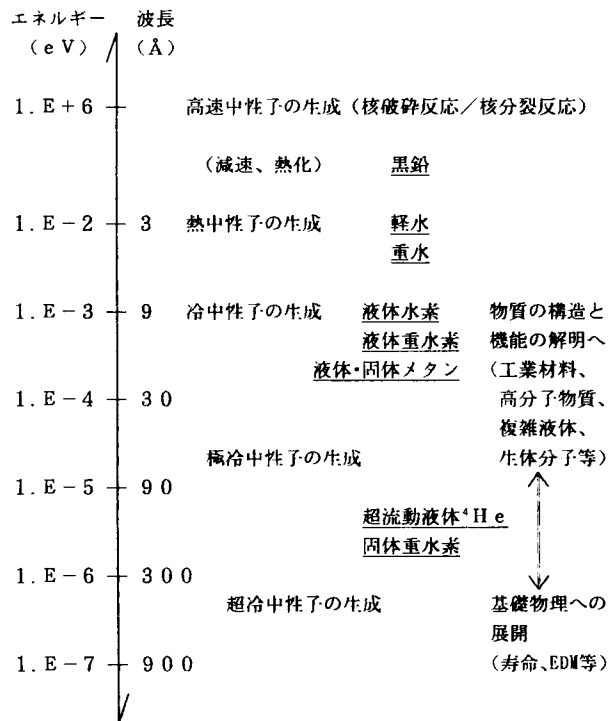 エネルギー 波長
(eV) (Å)
1.E+6 高速中性子の生成(核破砕反応/核分裂反応)
(減速、熱化) 黒鉛
1.E-2 3 熱中性子の生成 軽水
重水
1.E-3 9 冷中性子の生成 液体水素 物質の構造と
液体重水素 機能の解明へ
液体・固体メタン (工業材料、
1.E-4 30 高分子物質、
複雑液体、
極冷中性子の生成 生体分子等)
1.E-5 90
超流動液体⁴He
固体重水素
1.E-6 300
超冷中性子の生成 基礎物理への
展開
1.E-7 900 (寿命、EDM等)